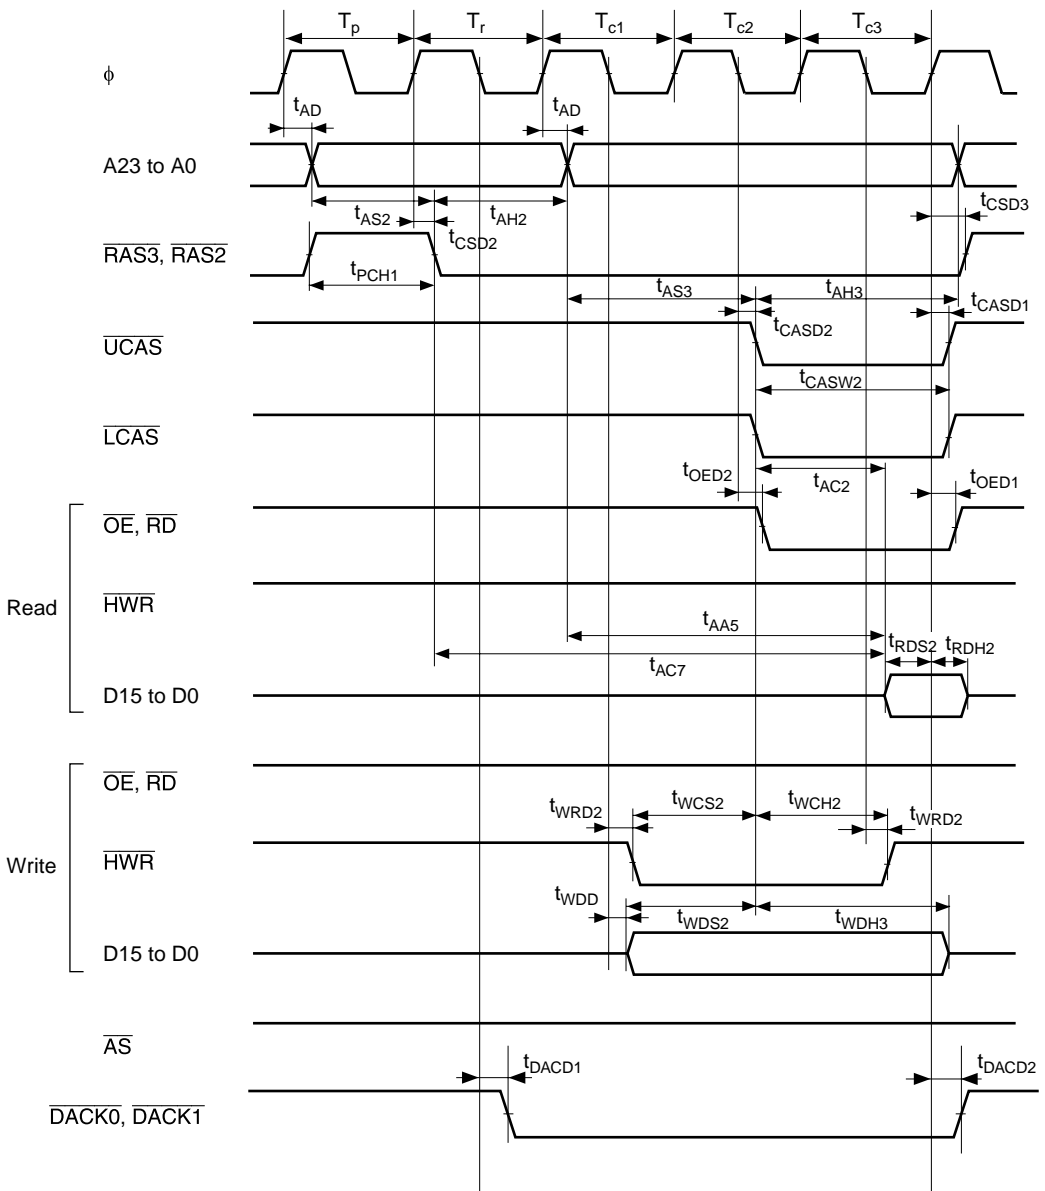 Tp Tr Tc1 Tc2 Tc3
φ
tAD tAD
A23 to A0
tAS2 tAH2 tCSD3
tCSD2
RAS3, RAS2
tPCH1
tAS3 tAH3
tCASD1
tCASD2
UCAS
tCASW2
LCAS
tOED2 tAC2 tOED1
OE, RD
Read
HWR
tAA5
tRDS2 tRDH2
tAC7
D15 to D0
OE, RD
tWRD2 tWCS2 tWCH2 tWRD2
Write
HWR
tWDD
tWDS2 tWDH3
D15 to D0
AS
tDACD1 tDACD2
DACK0, DACK1